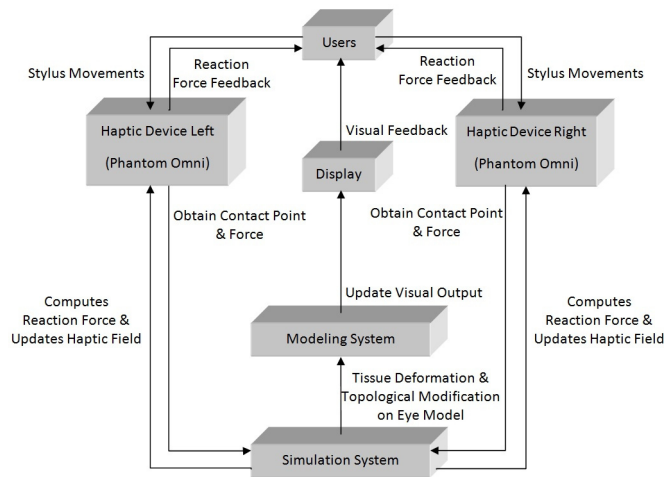 Users
Reaction
Force Feedback
Reaction
Force Feedback
Stylus Movements
Stylus Movements
Haptic Device Left
(Phantom Omni)
Visual Feedback
Haptic Device Right
(Phantom Omni)
Display
Obtain Contact Point
& Force
Obtain Contact Point
& Force
Update Visual Output
Computes
Reaction Force &
Updates Haptic Field
Computes
Reaction Force &
Updates Haptic Field
Modeling System
Tissue Deformation &
Topological Modification
on Eye Model
Simulation System